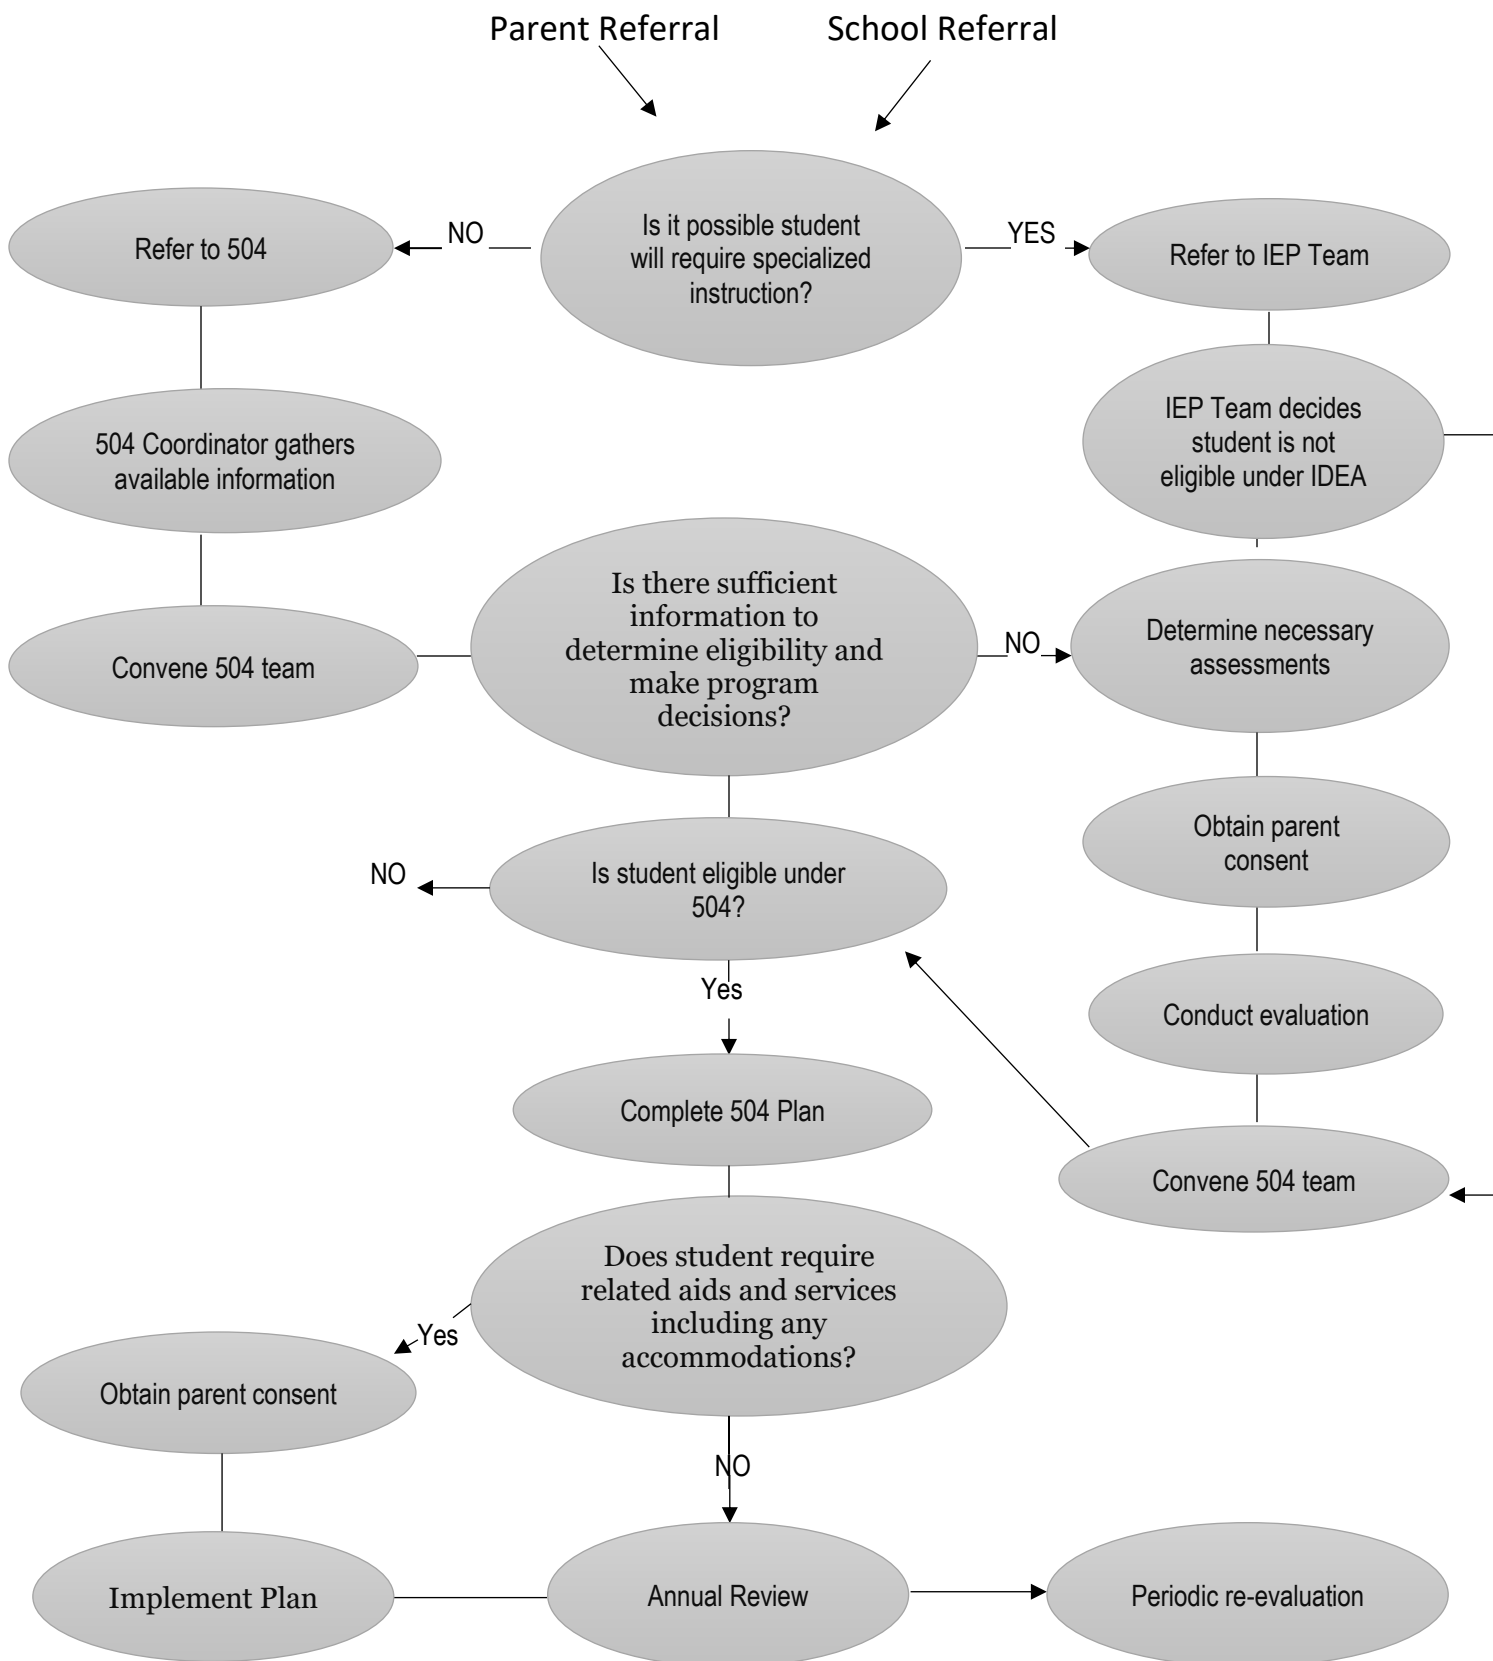 Parent Referral
School Referral
Is it possible student
will require specialized
instruction?
NO
YES
Refer to 504
Refer to IEP Team
504 Coordinator gathers
available information
IEP Team decides
student is not
eligible under IDEA
Convene 504 team
Is there sufficient
information to
determine eligibility and
make program
decisions?
NO
Determine necessary
assessments
Obtain parent
consent
NO
Is student eligible under
504?
Yes
Conduct evaluation
Complete 504 Plan
Convene 504 team
Does student require
related aids and services
including any
accommodations?
Yes
Obtain parent consent
NO
Implement Plan
Annual Review
Periodic re-evaluation